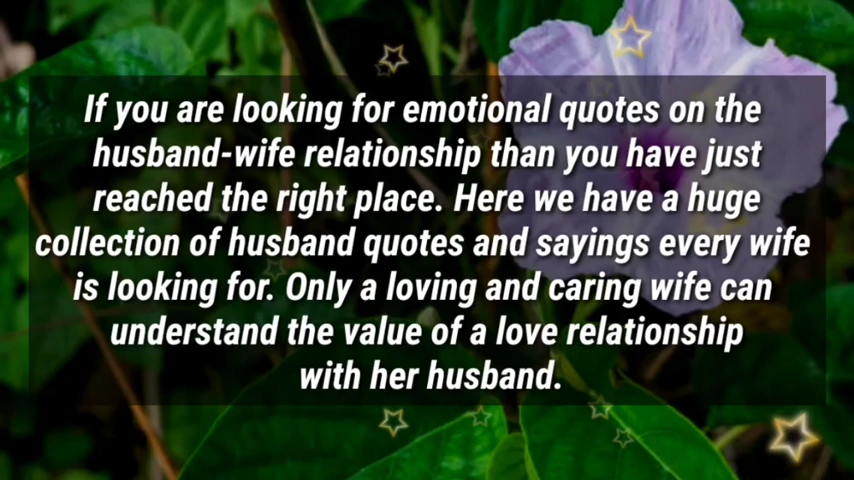 If you are looking for emotional quotes on the
husband-wife relationship than you have just
reached the right place. Here we have a huge
collection of husband quotes and sayings every wife
is looking for. Only a loving and caring wife can
understand the value of a love relationship
with her husband.